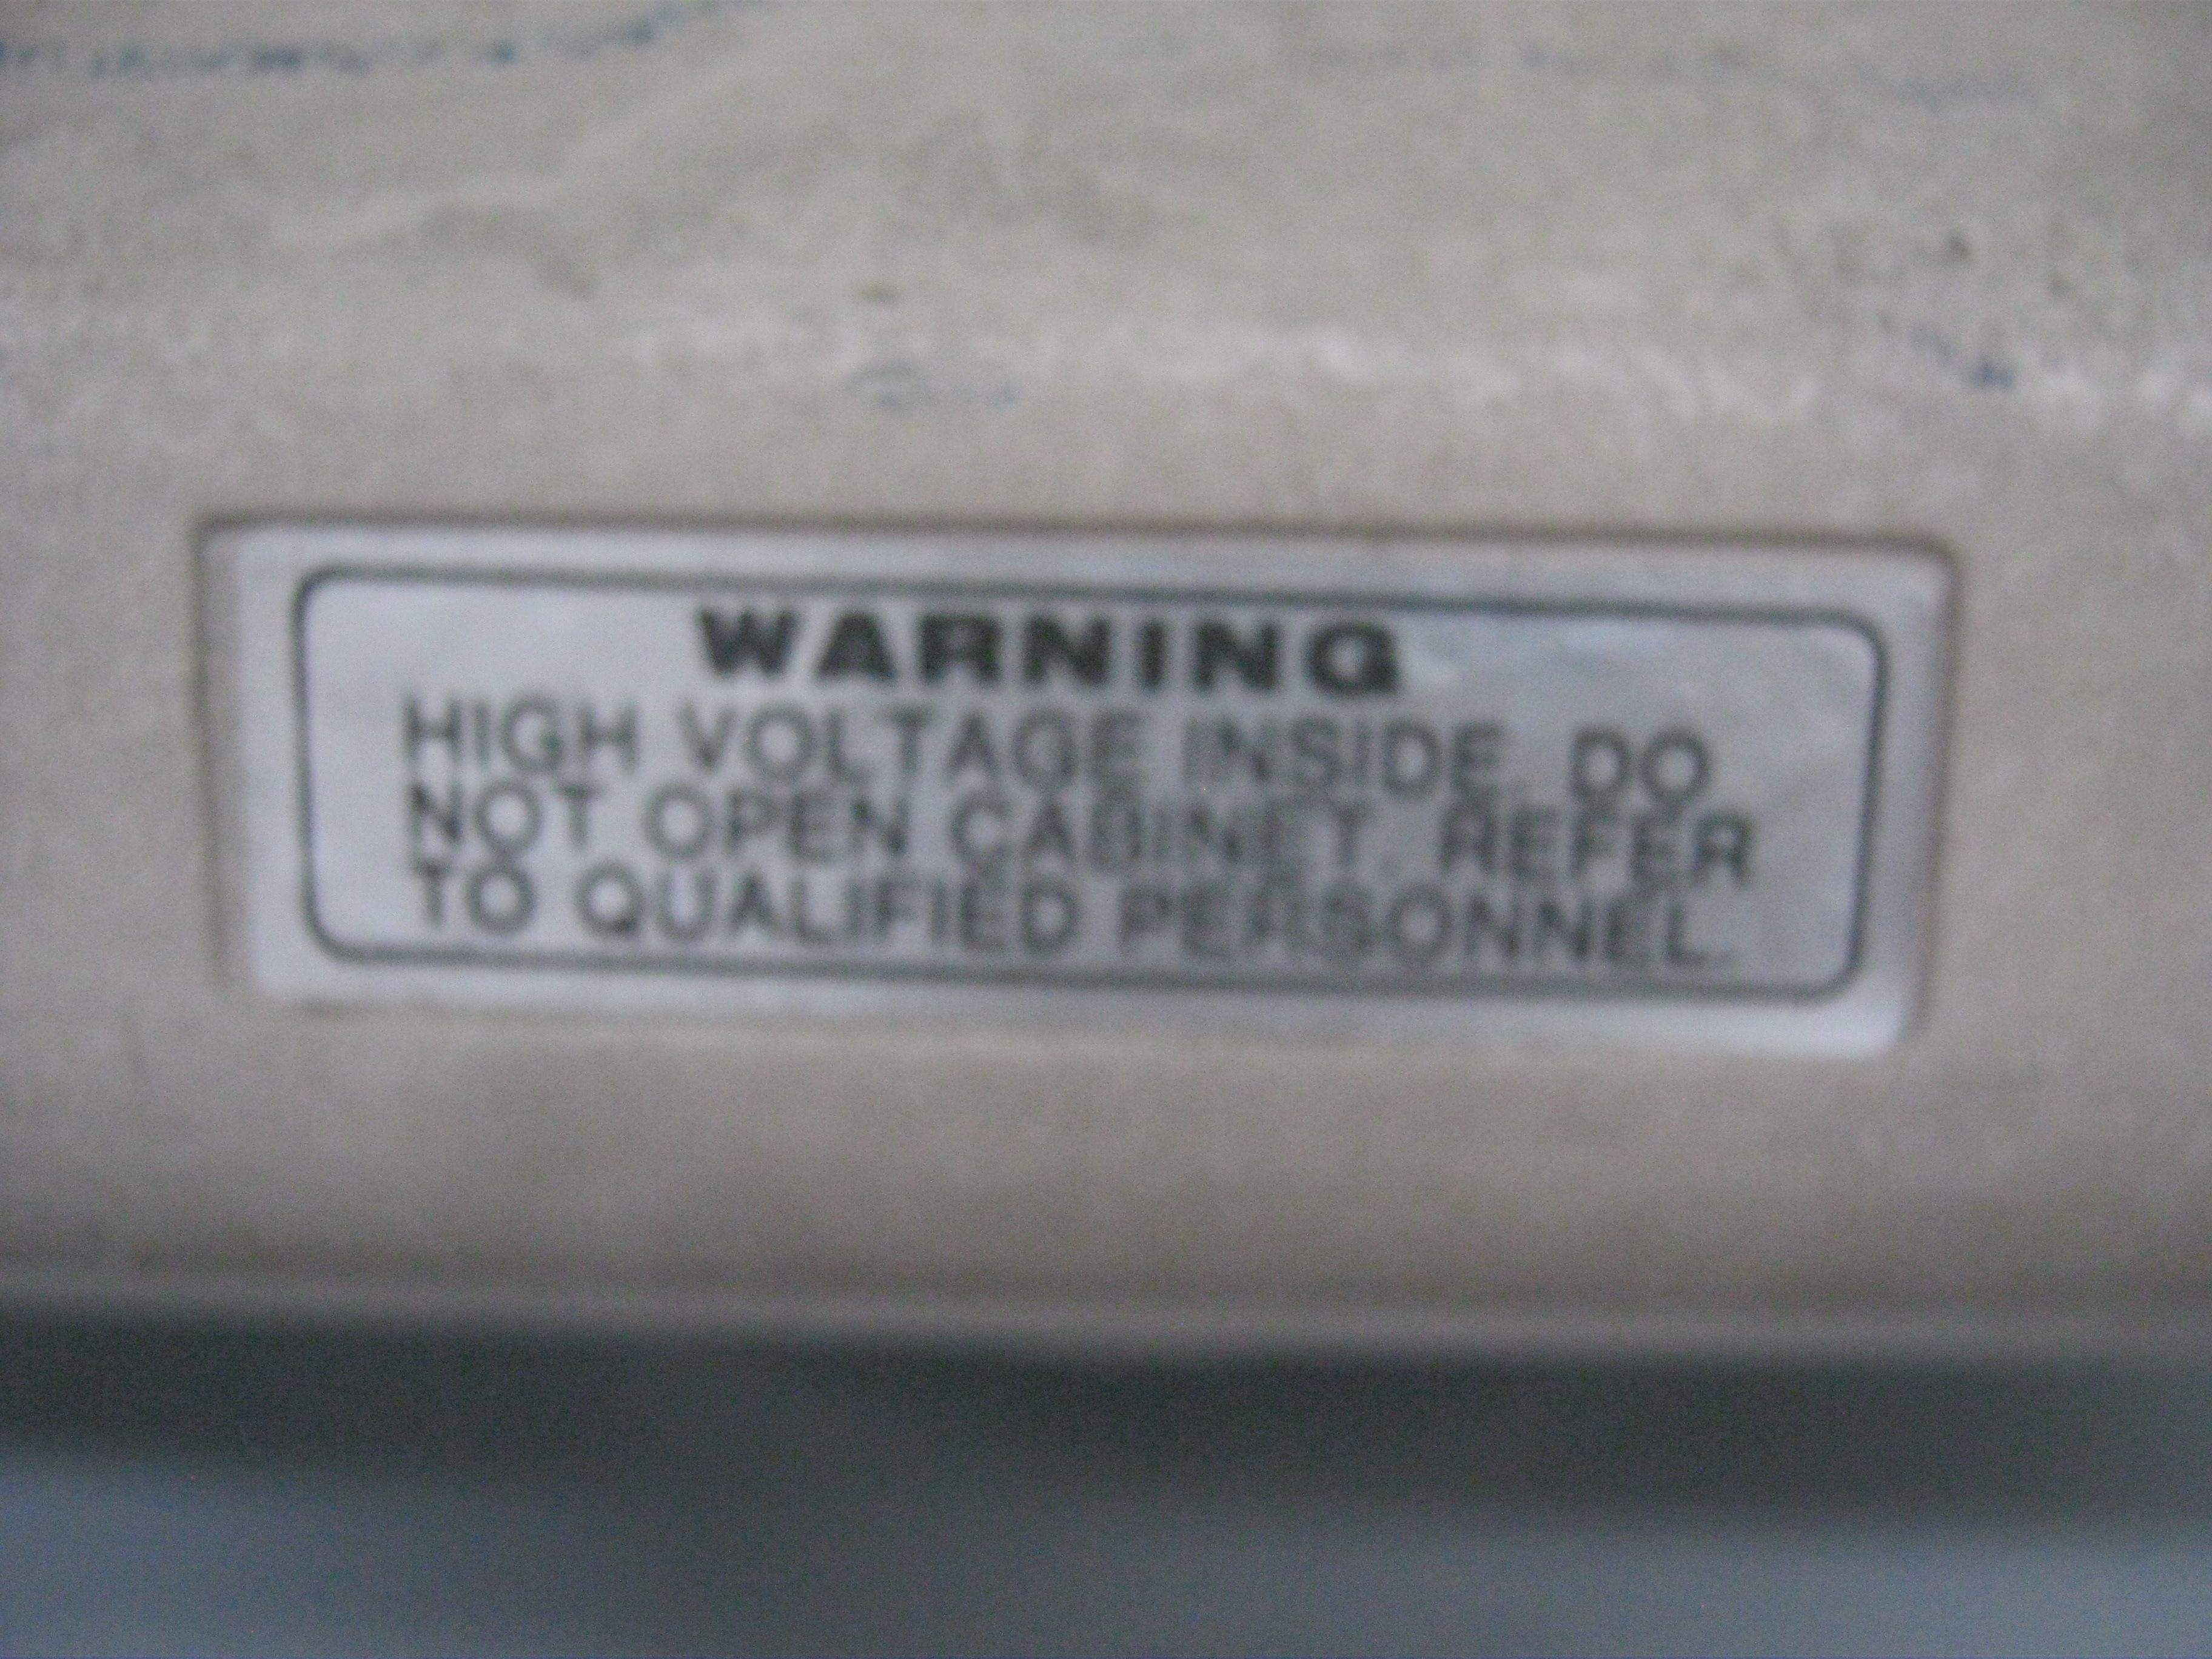 WARNING
HIGH VOLTAGE INSIDE. DO
NOT OPEN CABINET. REFER
TO QUALIFIED PERSONNEL.